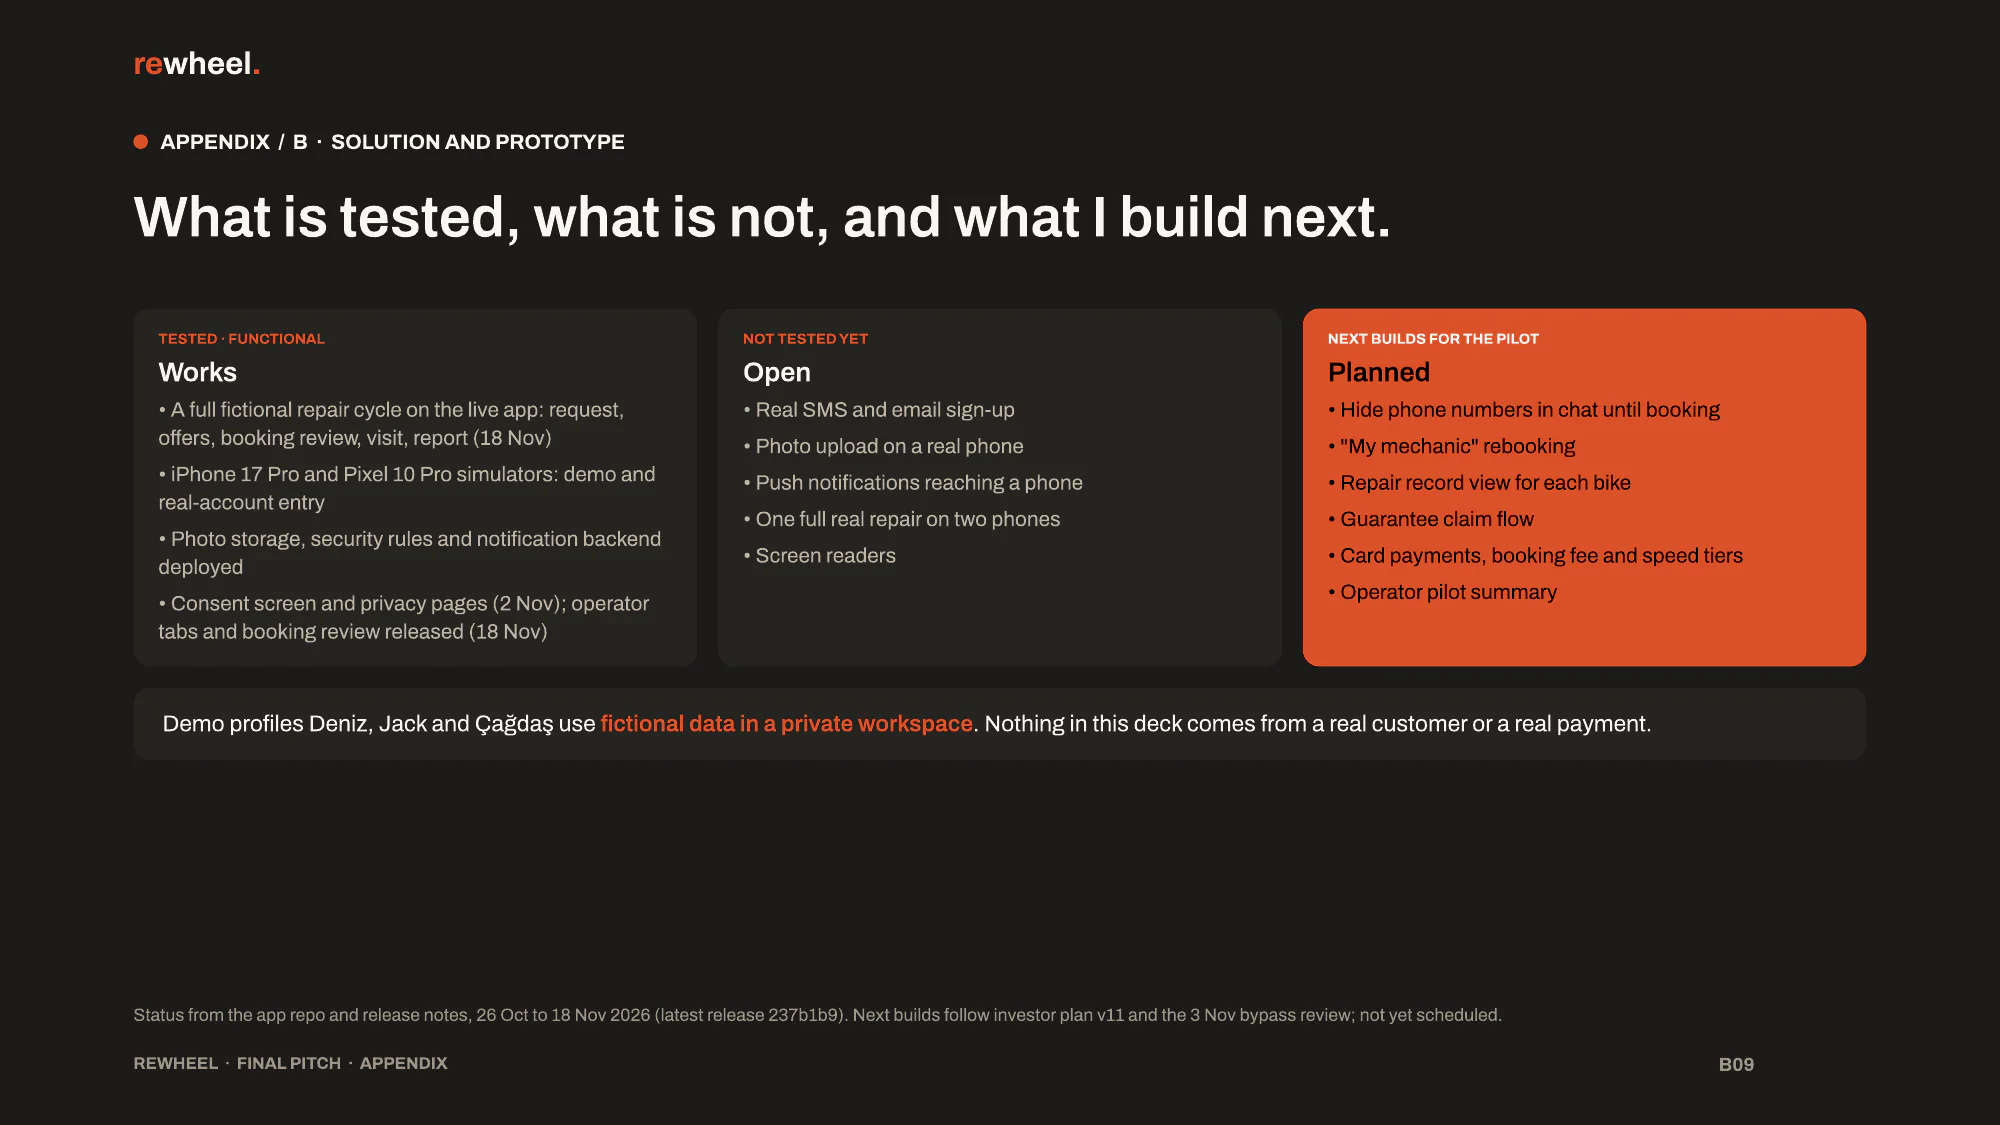 rewheel.
APPENDIX / B · SOLUTION AND PROTOTYPE
What is tested, what is not, and what I build next.
TESTED · FUNCTIONAL
Works
• A full fictional repair cycle on the live app: request,
offers, booking review, visit, report (18 Nov)
• iPhone 17 Pro and Pixel 10 Pro simulators: demo and
real-account entry
• Photo storage, security rules and notification backend
deployed
• Consent screen and privacy pages (2 Nov); operator
tabs and booking review released (18 Nov)
NOT TESTED YET
Open
• Real SMS and email sign-up
• Photo upload on a real phone
• Push notifications reaching a phone
• One full real repair on two phones
• Screen readers
NEXT BUILDS FOR THE PILOT
Planned
• Hide phone numbers in chat until booking
• "My mechanic" rebooking
• Repair record view for each bike
• Guarantee claim flow
• Card payments, booking fee and speed tiers
• Operator pilot summary
Demo profiles Deniz, Jack and Çağdaş use fictional data in a private workspace. Nothing in this deck comes from a real customer or a real payment.
Status from the app repo and release notes, 26 Oct to 18 Nov 2026 (latest release 237b1b9). Next builds follow investor plan v11 and the 3 Nov bypass review; not yet scheduled.
REWHEEL · FINAL PITCH · APPENDIX
B09